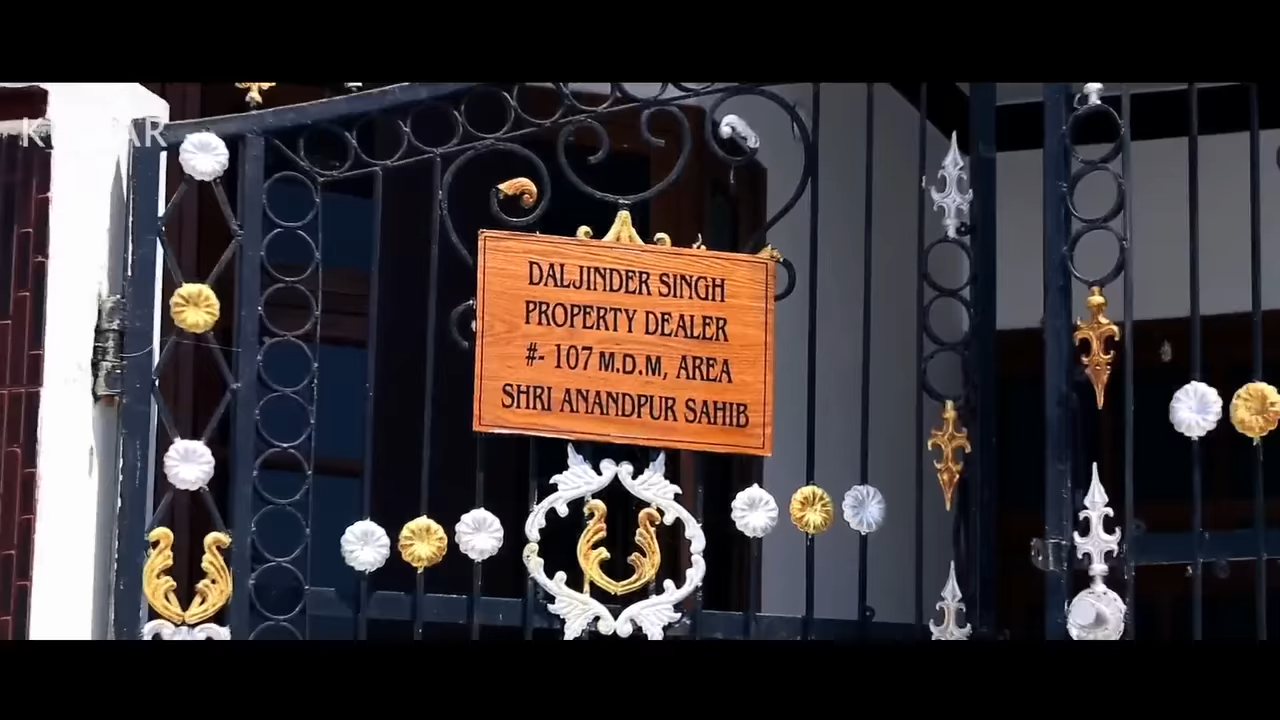 DALJINDER SINGH
PROPERTY DEALER
#- 107 M.D.M, AREA
SHRI ANANDPUR SAHIB